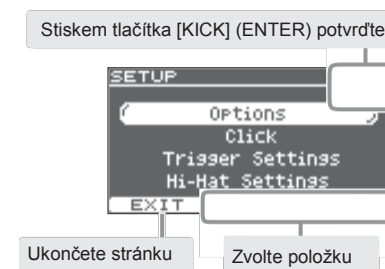 Stiskem tlačítka [KICK] (ENTER) potvrďte
SETUP
Options
Click
Trigger Settings
Hi-Hat Settings
EXIT
Ukončete stránku
Zvolte položku